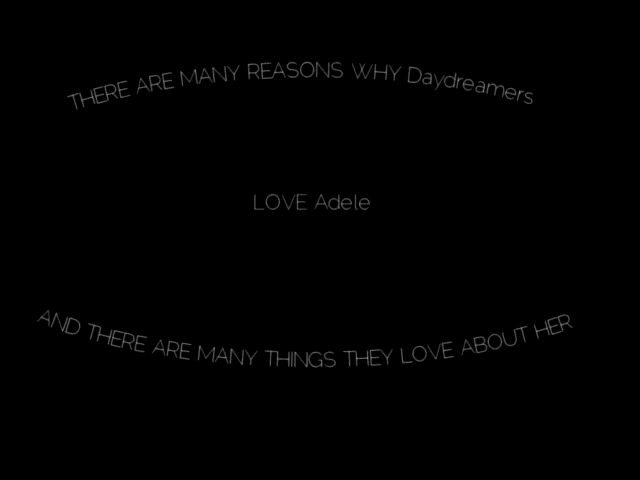 THERE ARE MANY REASONS WHY Daydreamers
LOVE Adele
AND THERE ARE MANY THINGS THEY LOVE ABOUT HER